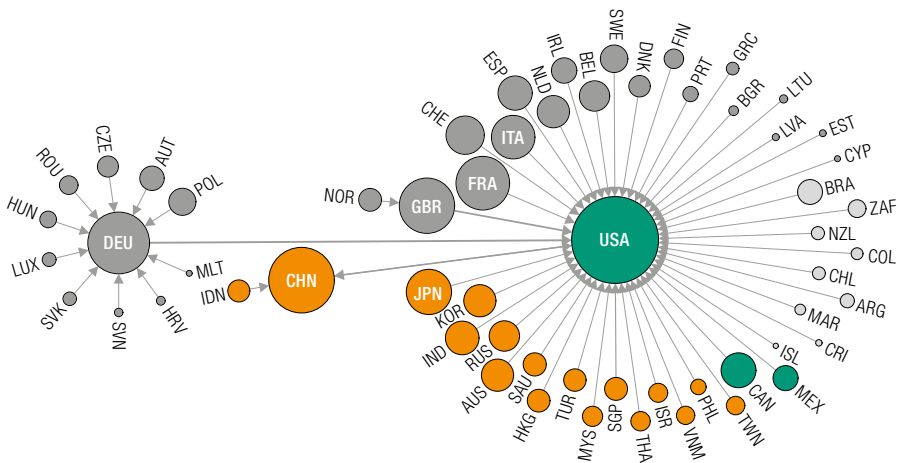 SWE
FIN
IRL
DNK
GRC
ESP
NLD
BEL
PRT
BGR
LTU
CHE
ITA
LVA
EST
CYP
CZE
AUT
ROU
POL
FRA
BRA
NOR
GBR
ZAF
HUN
DEU
USA
NZL
COL
LUX
MLT
IDN
CHN
JPN
KOR
CHL
ARG
MAR
SVK
SVN
HRV
IND
RUS
ISL
CRI
AUS
SAU
HKG
TUR
MYS
SGP
THA
ISR
VNM
PHL
TWN
CAN
MEX